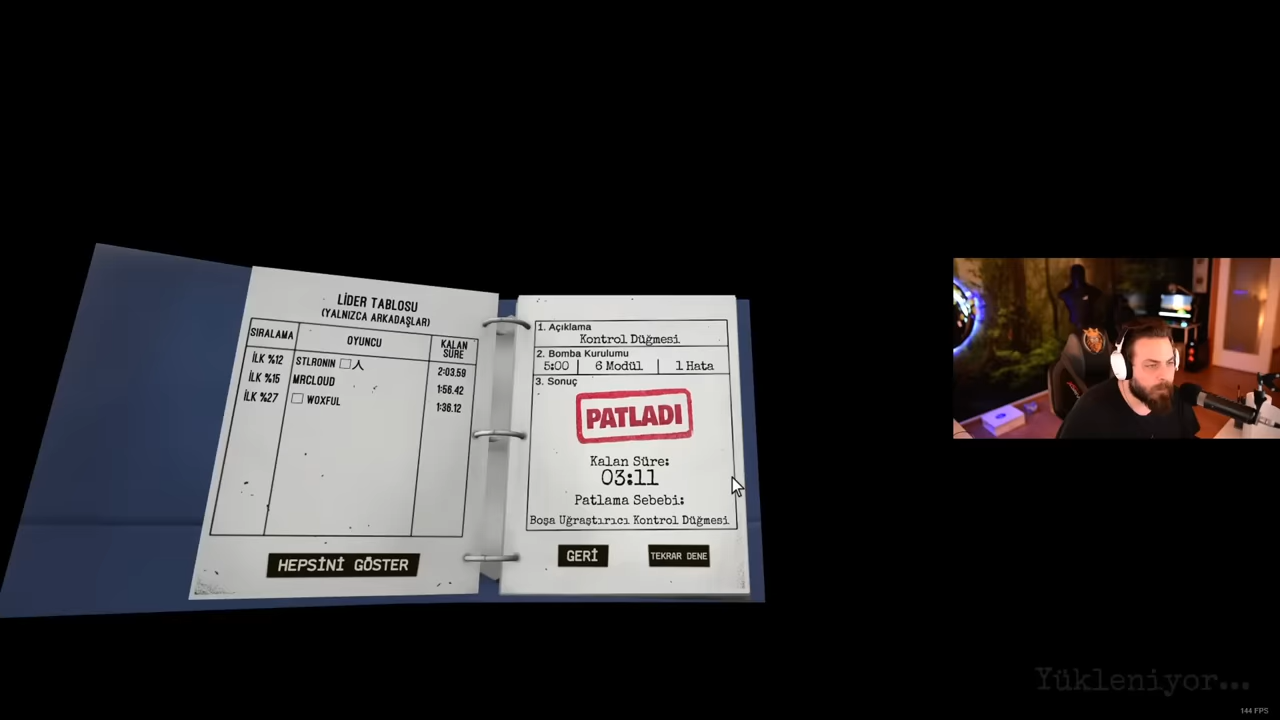 LİDER TABLOSU
(YALNIZCA ARKADAŞLAR)
SIRALAMA OYUNCU KALAN SÜRE
İLK %12 STLRONIN 人 2:03.59
İLK %15 MRCLOUD 1:56.42
İLK %27 WOXFUL 1:36.12
HEPSİNİ GÖSTER
1. Açıklama
Kontrol Düğmesi
2. Bomba Kurulumu
5:00 6 Modül 1 Hata
3. Sonuç
PATLADI
Kalan Süre:
03:11
Patlama Sebebi:
Boşa Uğraştırıcı Kontrol Düğmesi
GERİ TEKRAR DENE
Yükleniyor...
144 FPS